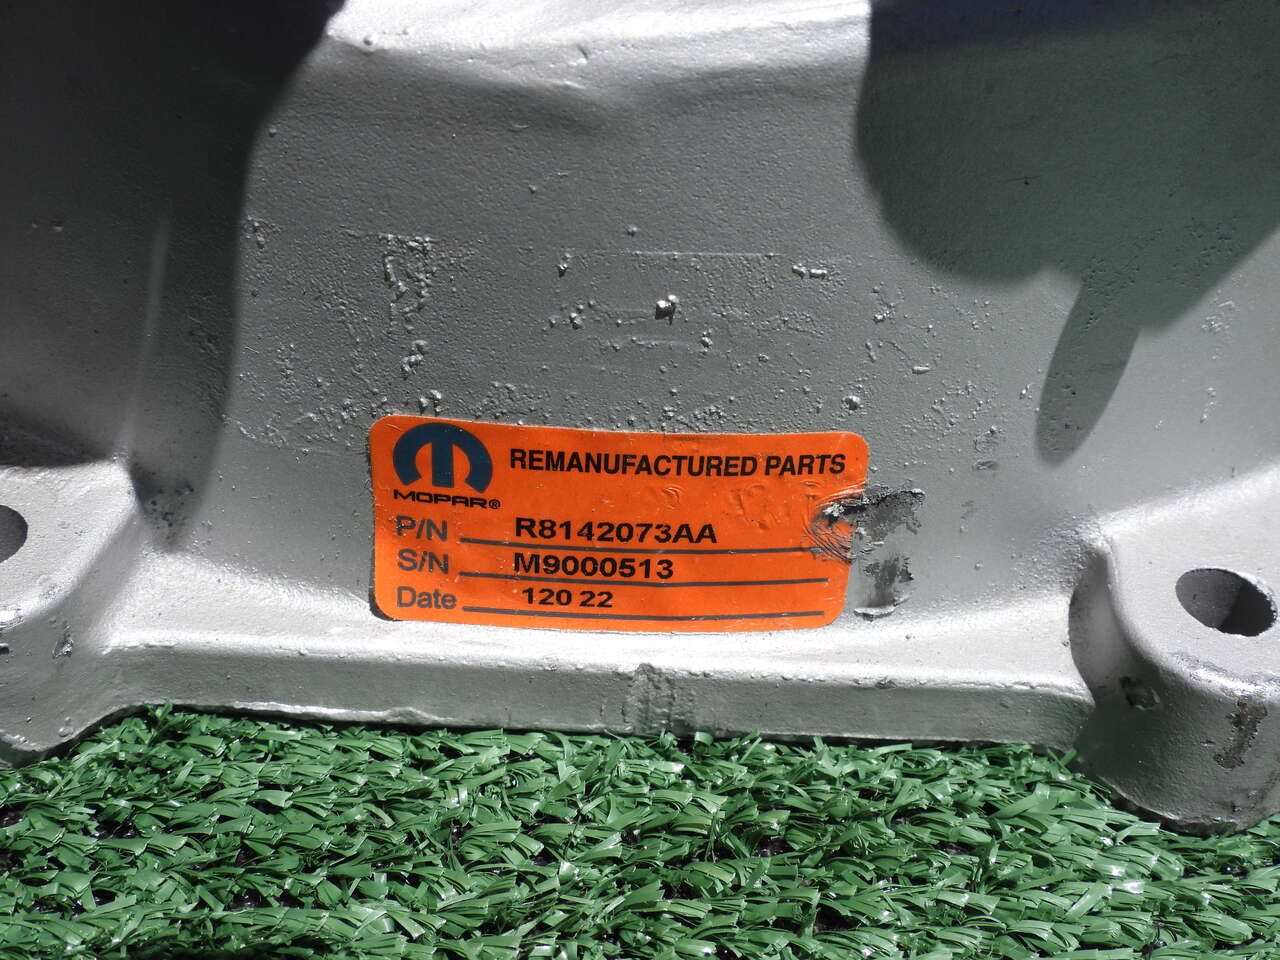 REMANUFACTURED PARTS
MOPAR®
P/N R8142073AA
S/N M9000513
Date 120 22